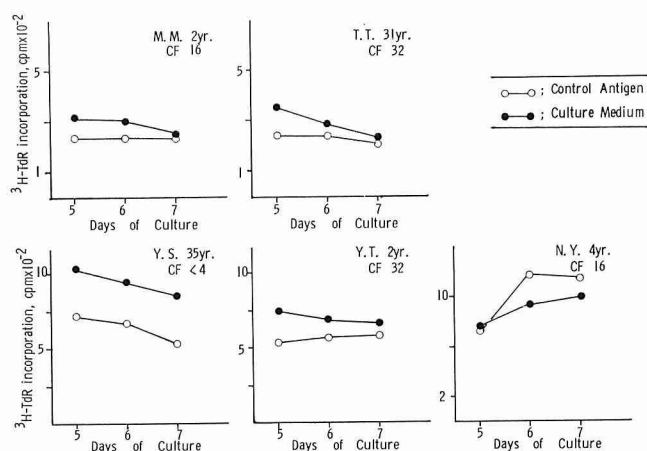 M.M. 2yr.
CF 16
³H-TdR incorporation, cpmx10⁻²
5
1
5 6 7
Days of Culture
T.T. 31yr.
CF 32
5
1
5 6 7
Days of Culture
; Control Antigen
; Culture Medium
Y.S. 35yr.
CF <4
³H-TdR incorporation, cpmx10⁻²
10
5
5 6 7
Days of Culture
Y.T. 2yr.
CF 32
10
5
5 6 7
Days of Culture
N.Y. 4yr.
CF 16
10
2
5 6 7
Days of Culture